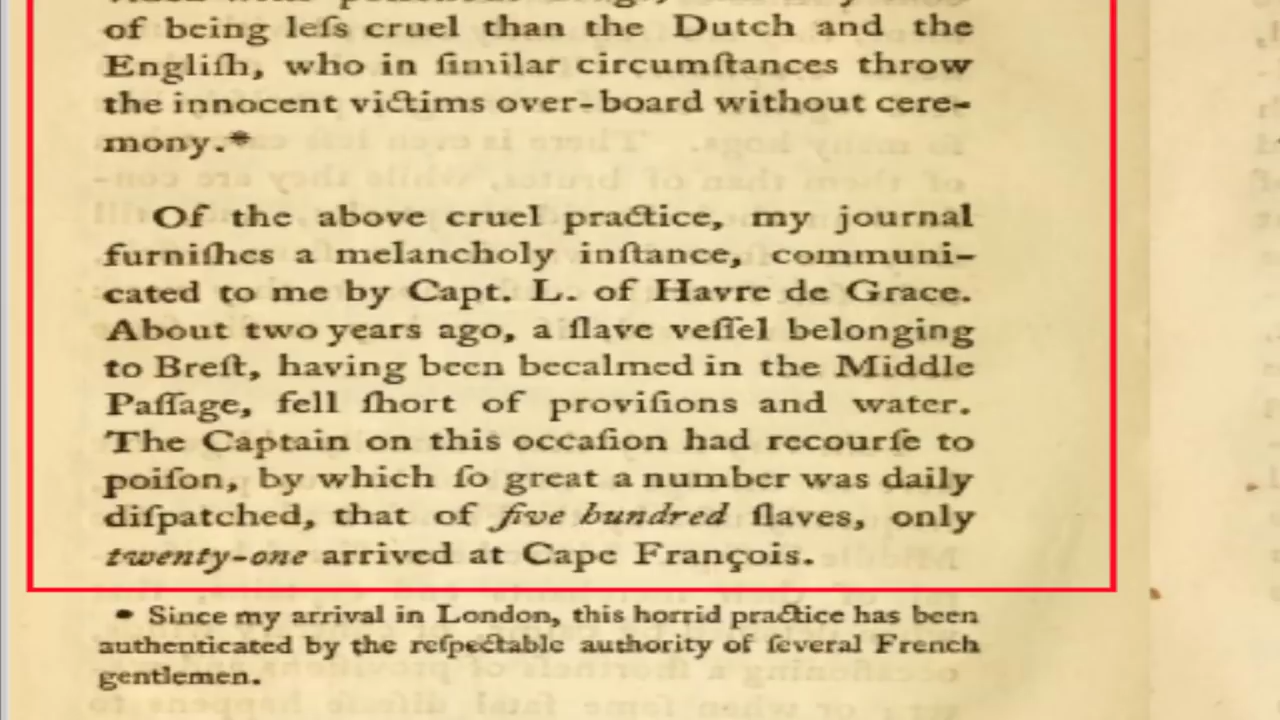 of being leſs cruel than the Dutch and the
Engliſh, who in ſimilar circumſtances throw
the innocent victims over-board without cere-
mony.*
Of the above cruel practice, my journal
furniſhes a melancholy inſtance, communi-
cated to me by Capt. L. of Havre de Grace.
About two years ago, a ſlave veſſel belonging
to Breſt, having been becalmed in the Middle
Paſſage, fell ſhort of proviſions and water.
The Captain on this occaſion had recourſe to
poiſon, by which ſo great a number was daily
diſpatched, that of five hundred ſlaves, only
twenty-one arrived at Cape François.
* Since my arrival in London, this horrid practice has been
authenticated by the reſpectable authority of ſeveral French
gentlemen.